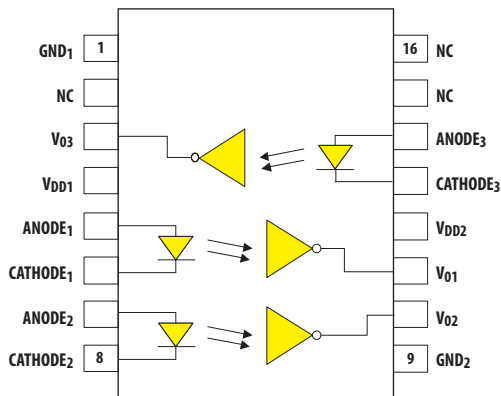 GND1 1 16 NC
NC NC
V03 ANODE3
VDD1 CATHODE3
ANODE1 VDD2
CATHODE1 V01
ANODE2 V02
CATHODE2 8 9 GND2